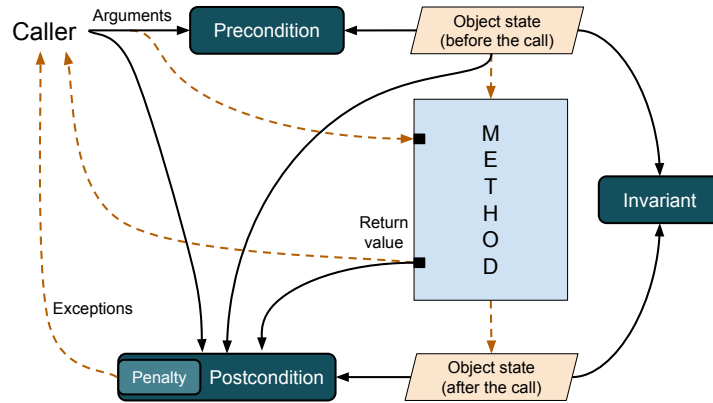 Arguments
Caller
Precondition
Object state
(before the call)
M
E
T
H
O
D
Invariant
Return
value
Exceptions
Penalty
Postcondition
Object state
(after the call)